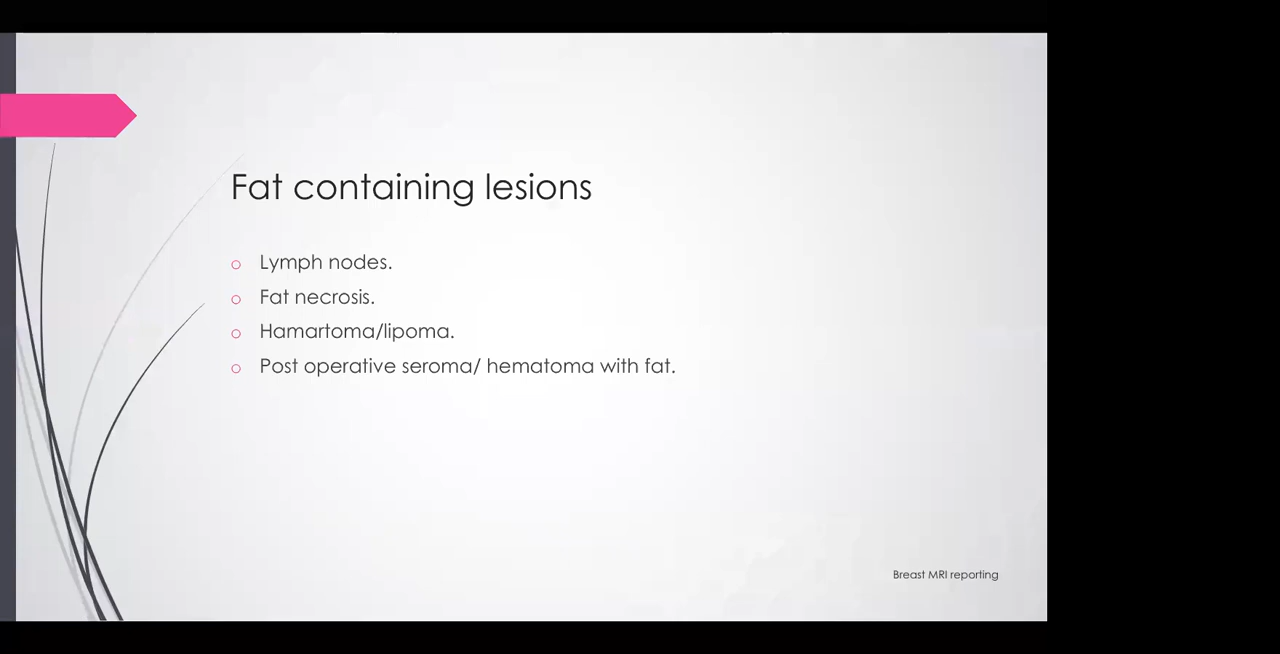 Fat containing lesions
Lymph nodes.
Fat necrosis.
Hamartoma/lipoma.
Post operative seroma/ hematoma with fat.
Breast MRI reporting